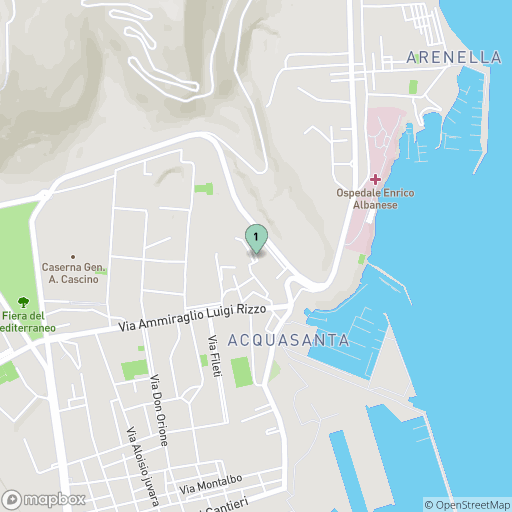 ARENELLA
Ospedale Enrico
Albanese
1
Caserna Gen.
A. Cascino
Fiera del
editerraneo
Via Ammiraglio Luigi Rizzo
ACQUASANTA
Via Fileti
Via Don Orione
Via Aloisio juvara
Via Montalbo
Cantieri
mapbox
© OpenStreetMap